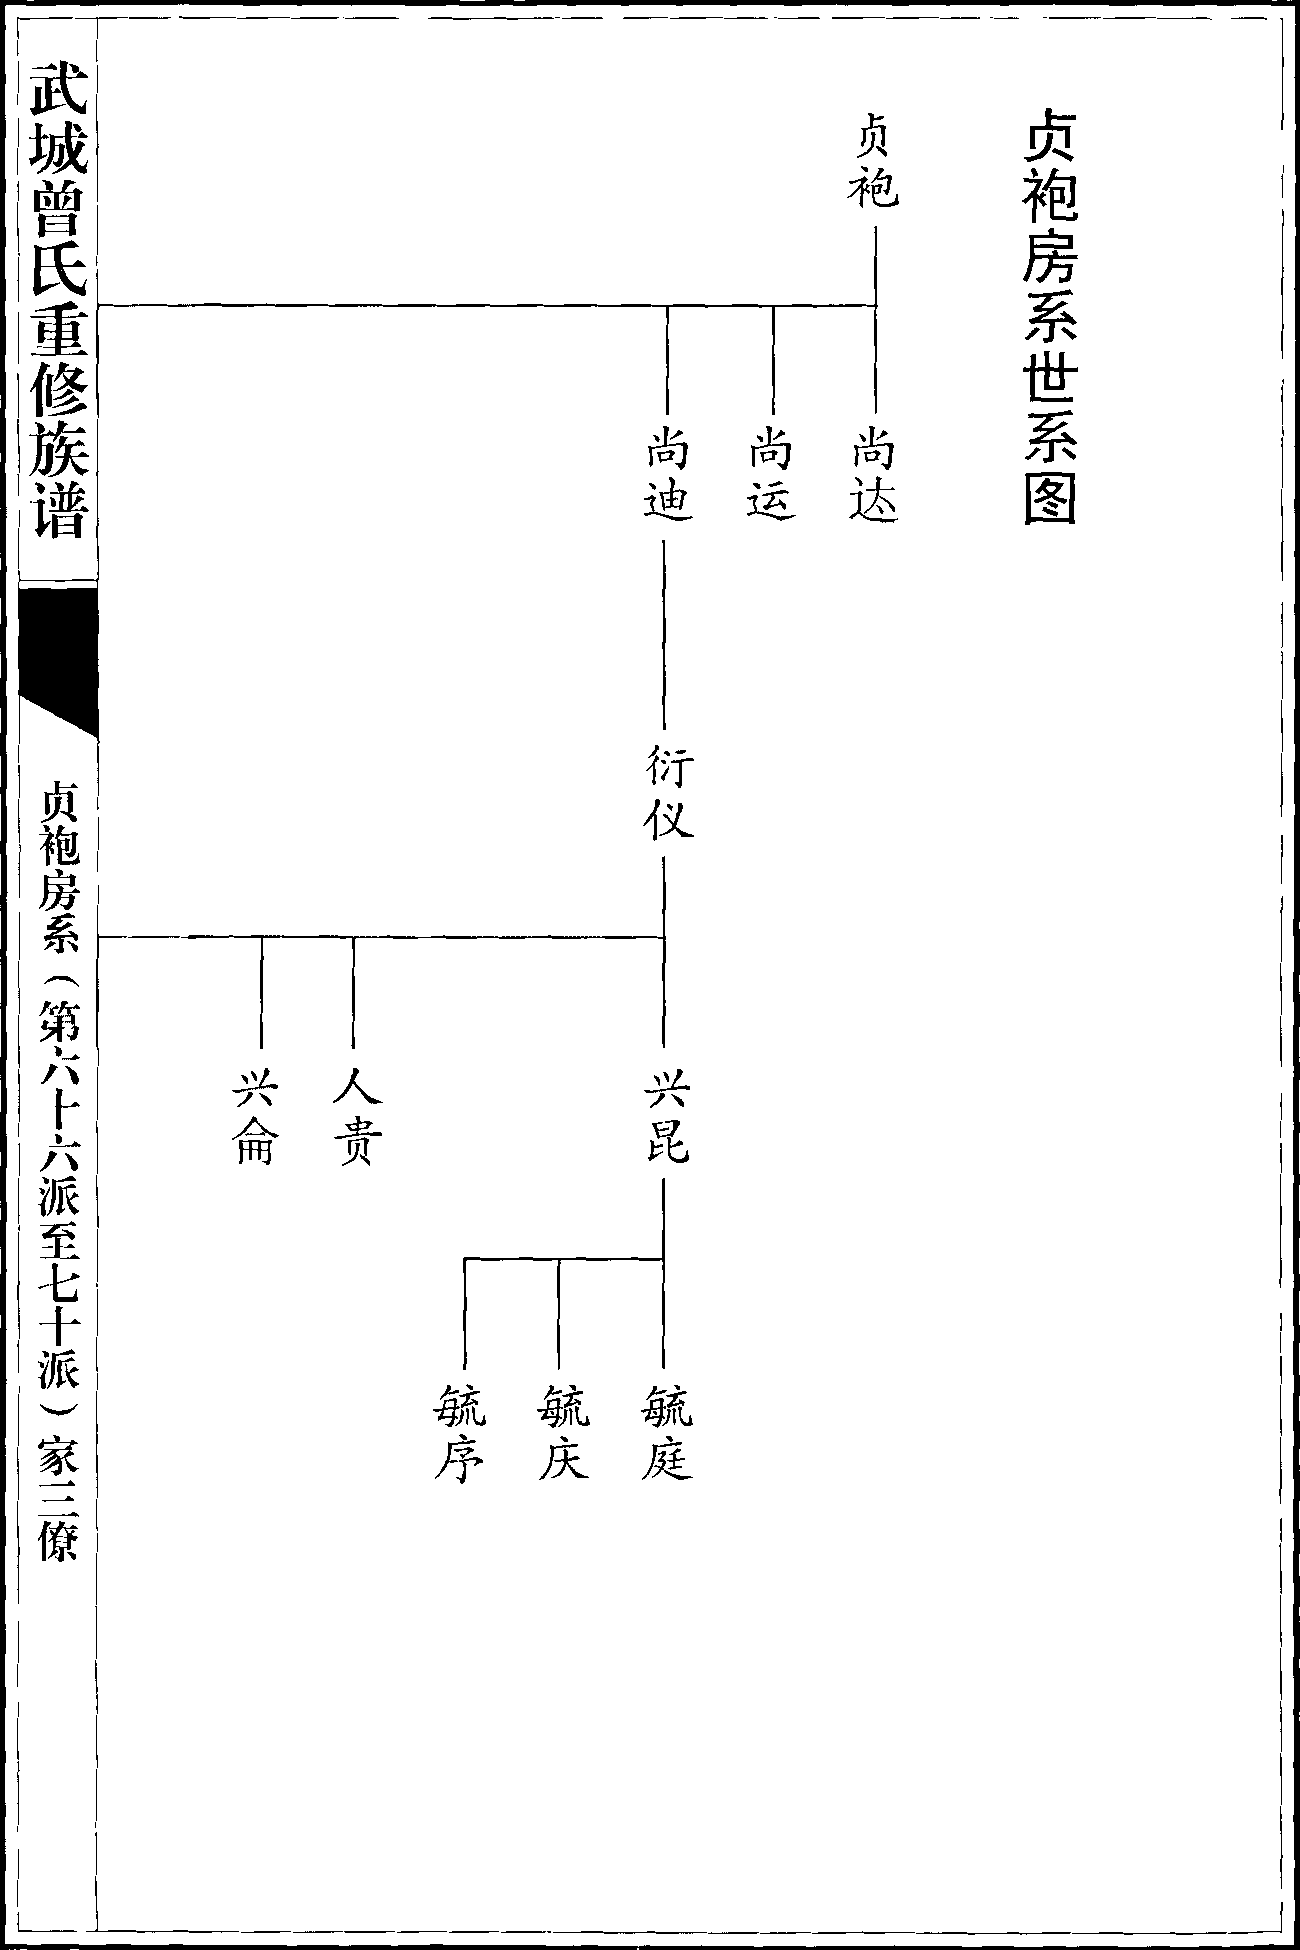 贞袍房系世系图
贞袍
尚达
尚运
尚迪
衍仪
兴昆
人贵
兴侖
毓庭
毓庆
毓序
武城曾氏重修族谱
贞袍房系（第六十六派至七十派）家三僚